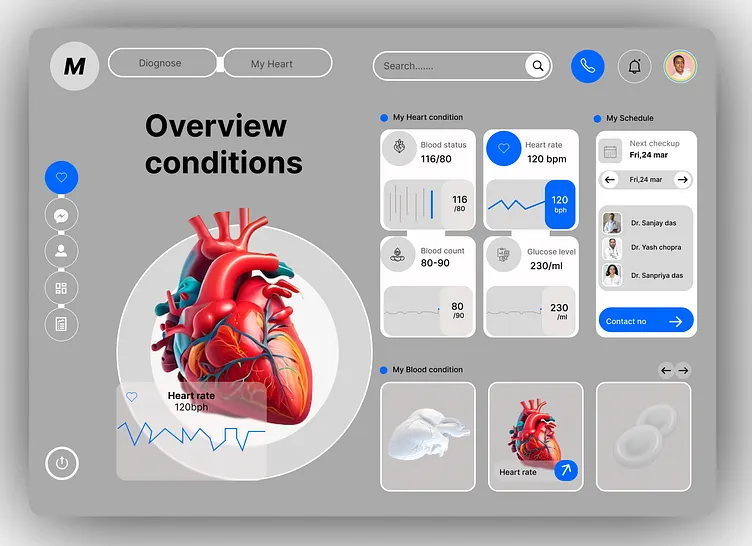 M
Diognose
My Heart
Search.......
Overview
conditions
My Heart condition
Blood status
116/80
116
/80
Heart rate
120 bpm
120
bph
Blood count
80-90
80
/90
Glucose level
230/ml
230
/ml
My Schedule
Next checkup
Fri,24 mar
Fri,24 mar
Dr. Sanjay das
Dr. Yash chopra
Dr. Sanpriya das
Contact no
Heart rate
120bph
My Blood condition
Heart rate